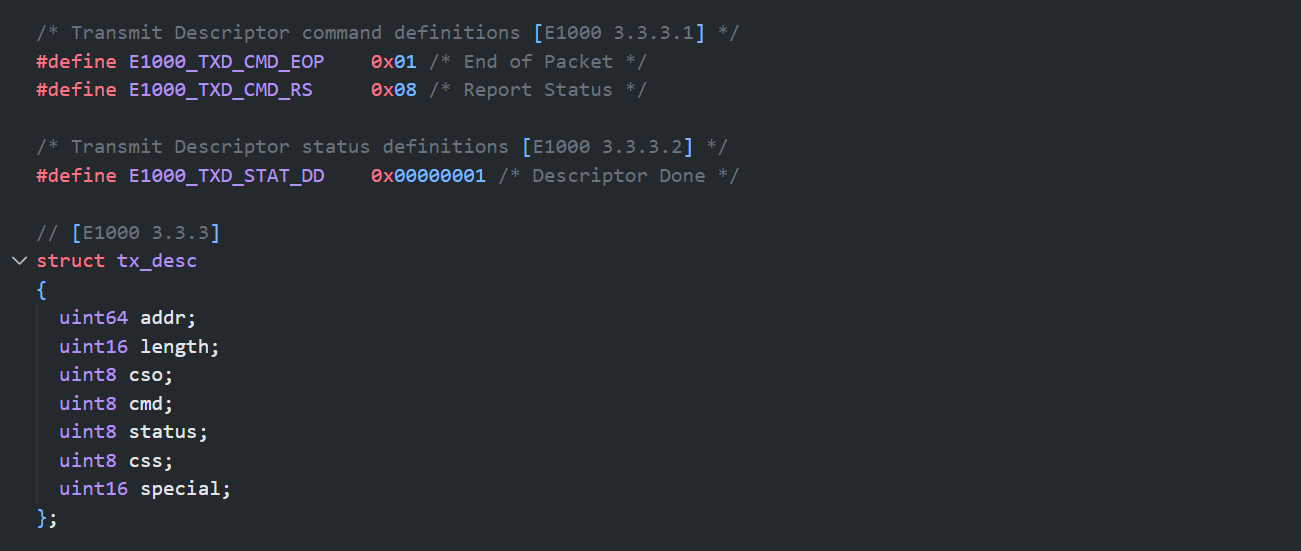 /* Transmit Descriptor command definitions [E1000 3.3.3.1] */
#define E1000_TXD_CMD_EOP    0x01 /* End of Packet */
#define E1000_TXD_CMD_RS     0x08 /* Report Status */
/* Transmit Descriptor status definitions [E1000 3.3.3.2] */
#define E1000_TXD_STAT_DD    0x00000001 /* Descriptor Done */
// [E1000 3.3.3]
struct tx_desc
{
  uint64 addr;
  uint16 length;
  uint8 cso;
  uint8 cmd;
  uint8 status;
  uint8 css;
  uint16 special;
};